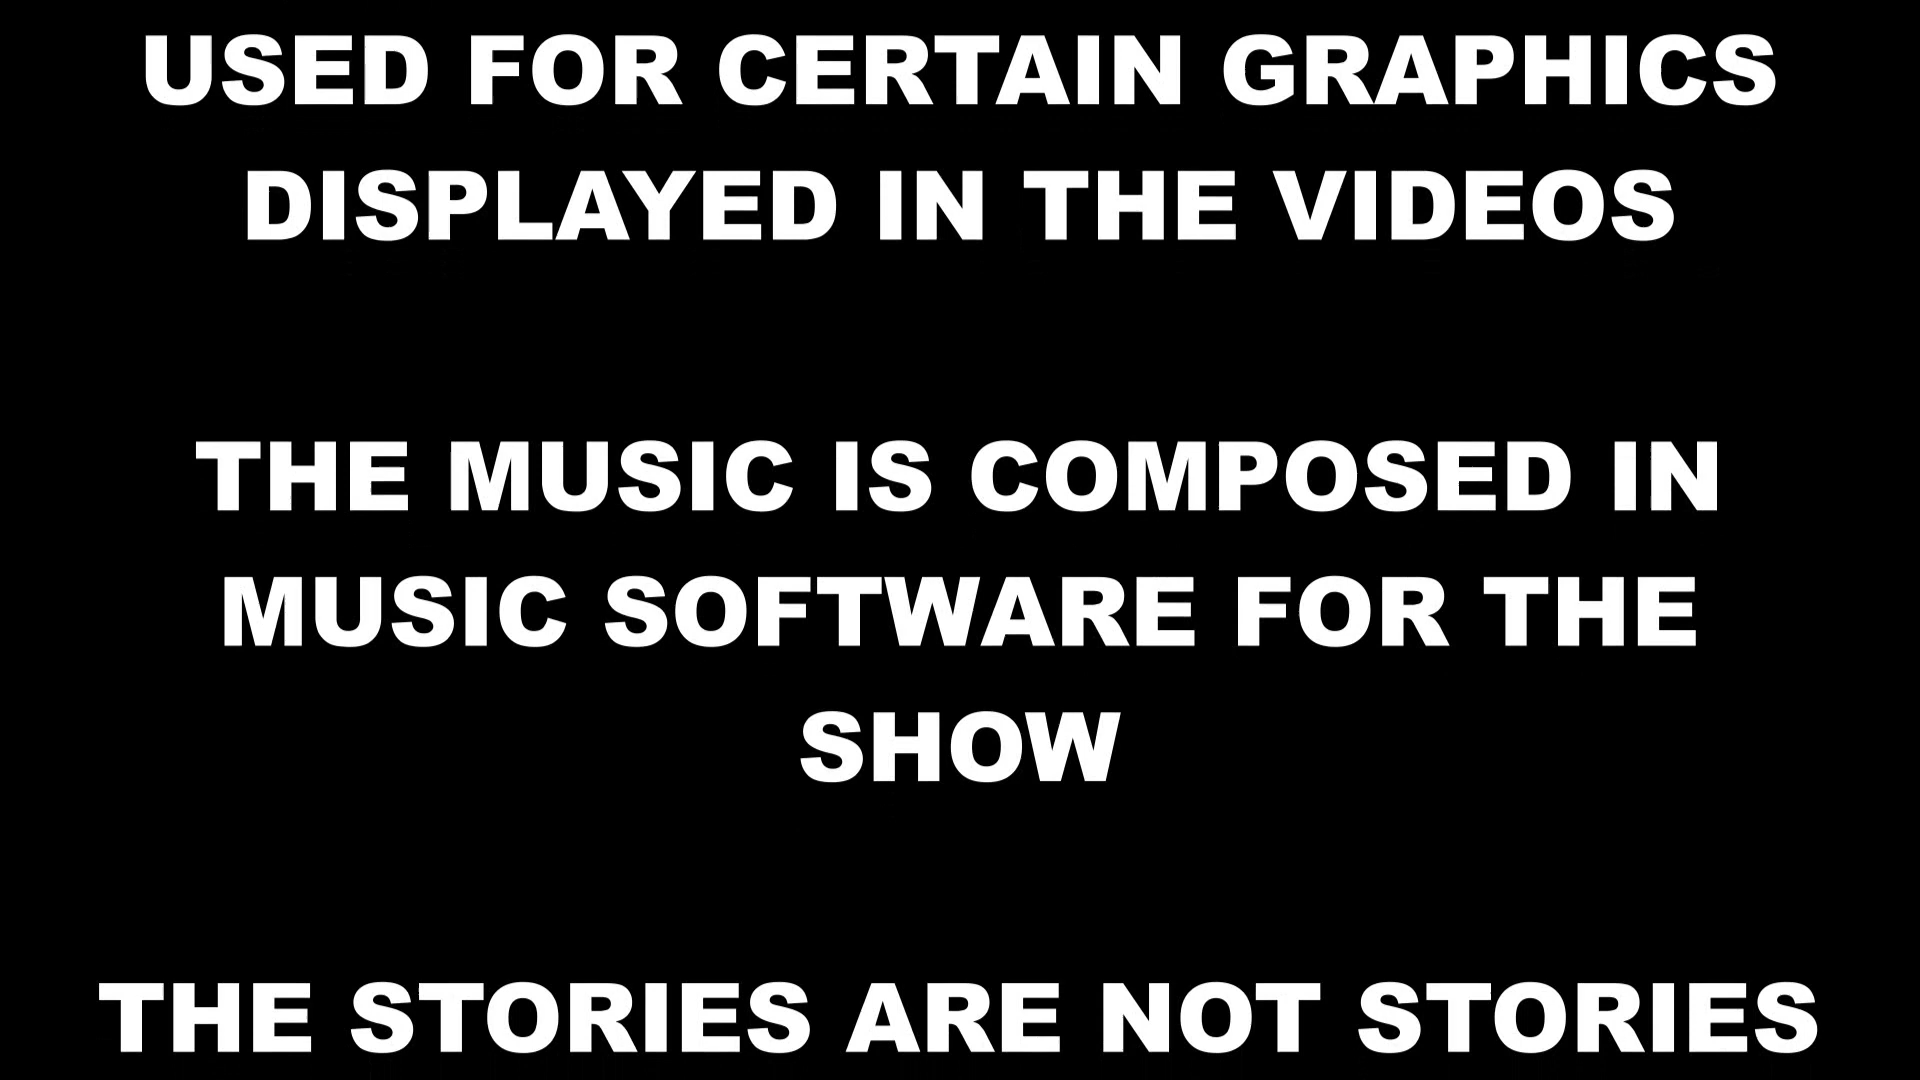 USED FOR CERTAIN GRAPHICS
DISPLAYED IN THE VIDEOS
THE MUSIC IS COMPOSED IN
MUSIC SOFTWARE FOR THE
SHOW
THE STORIES ARE NOT STORIES